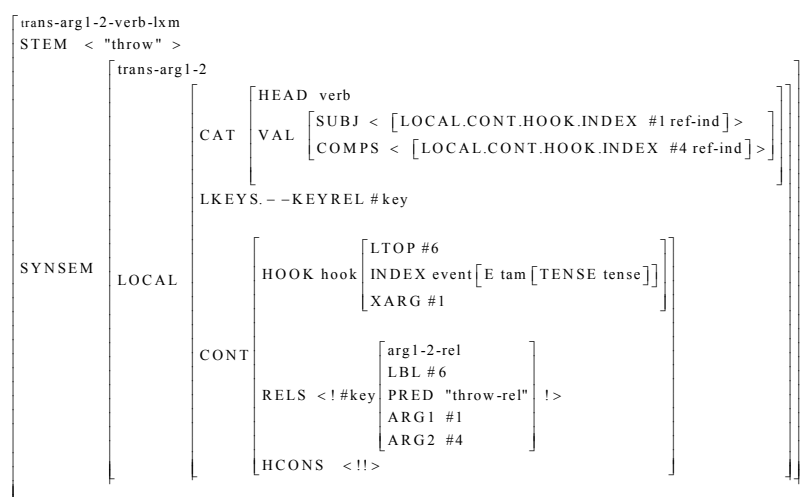 trans-arg1-2-verb-lxm
STEM < "throw" >
trans-arg1-2
HEAD verb
SUBJ < [LOCAL.CONT.HOOK.INDEX #1 ref-ind] >
CAT VAL
COMPS < [LOCAL.CONT.HOOK.INDEX #4 ref-ind] >
LKEYS.--KEYREL #key
LTOP #6
SYNSEM LOCAL HOOK hook INDEX event [E tam [TENSE tense]]
XARG #1
CONT
arg1-2-rel
LBL #6
RELS <! #key PRED "throw-rel" !>
ARG1 #1
ARG2 #4
HCONS <!!>